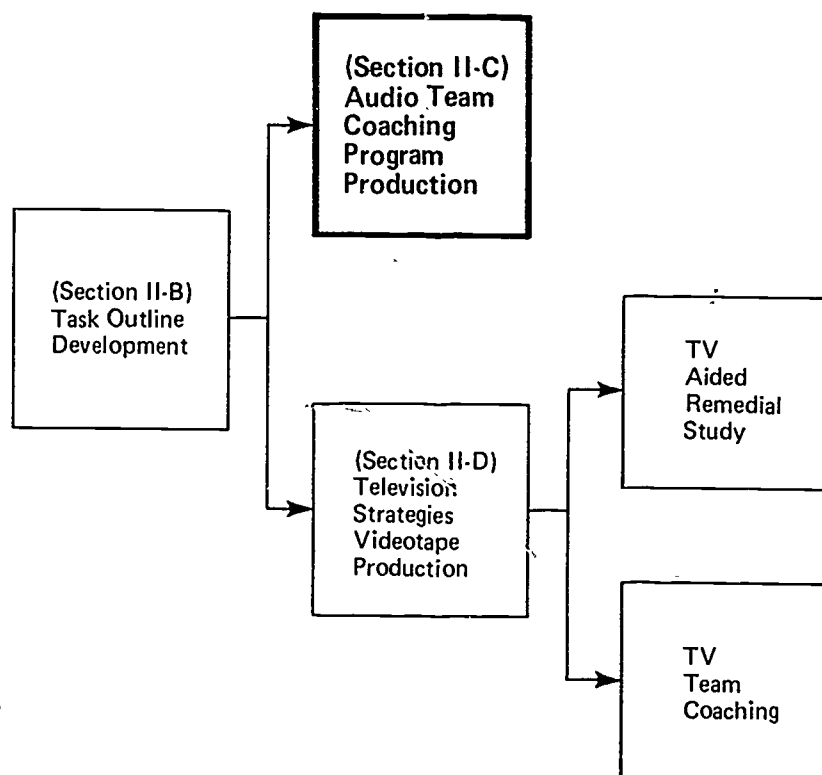 (Section II-C)
Audio Team
Coaching
Program
Production
(Section II-B)
Task Outline
Development
(Section II-D)
Television
Strategies
Videotape
Production
TV
Aided
Remedial
Study
TV
Team
Coaching